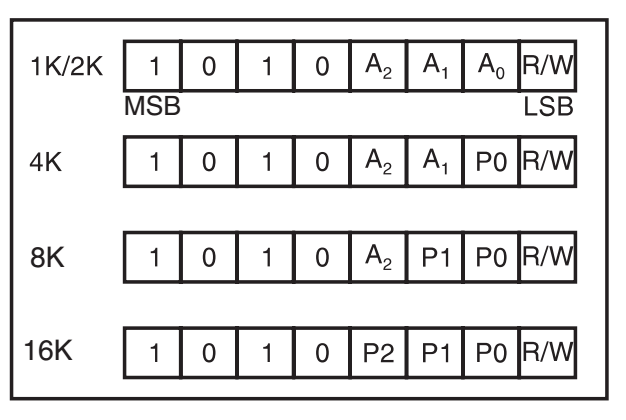 1K/2K 1 0 1 0 A₂ A₁ A₀ R/W
MSB LSB
4K 1 0 1 0 A₂ A₁ P0 R/W
8K 1 0 1 0 A₂ P1 P0 R/W
16K 1 0 1 0 P2 P1 P0 R/W